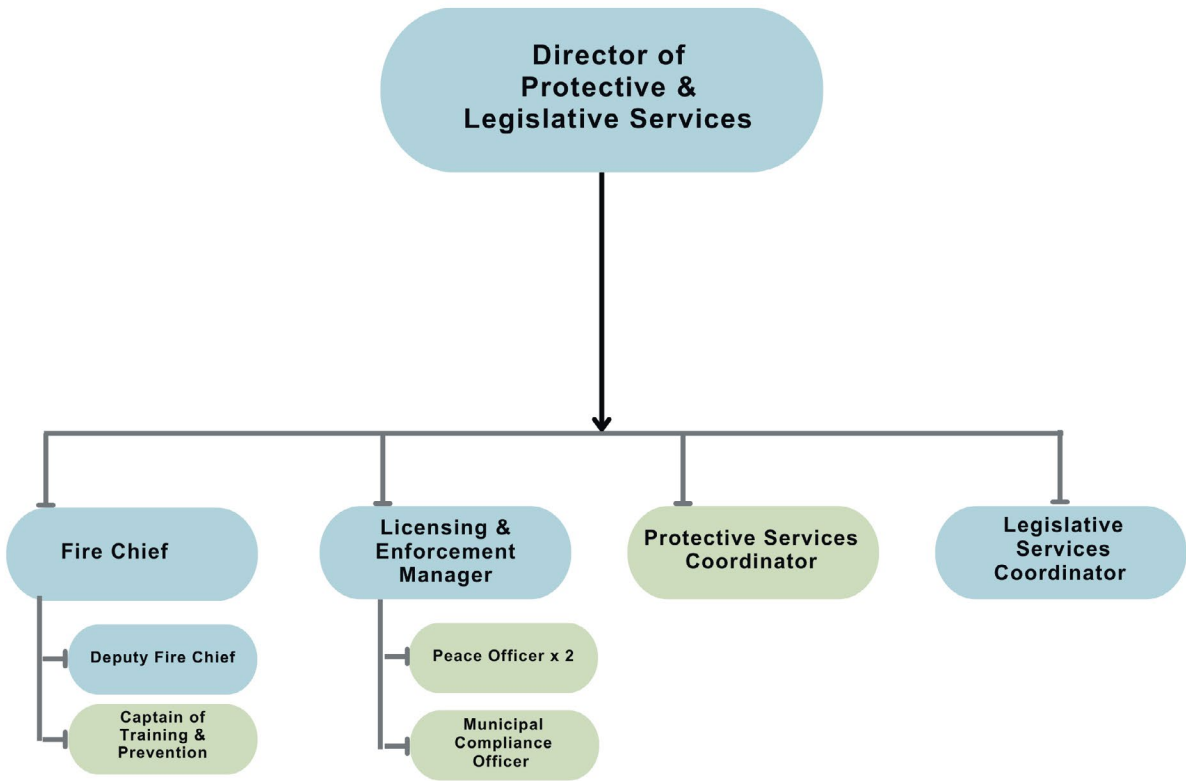 Director of
Protective &
Legislative Services
Fire Chief
Licensing &
Enforcement
Manager
Protective Services
Coordinator
Legislative
Services
Coordinator
Deputy Fire Chief
Captain of
Training &
Prevention
Peace Officer x 2
Municipal
Compliance
Officer